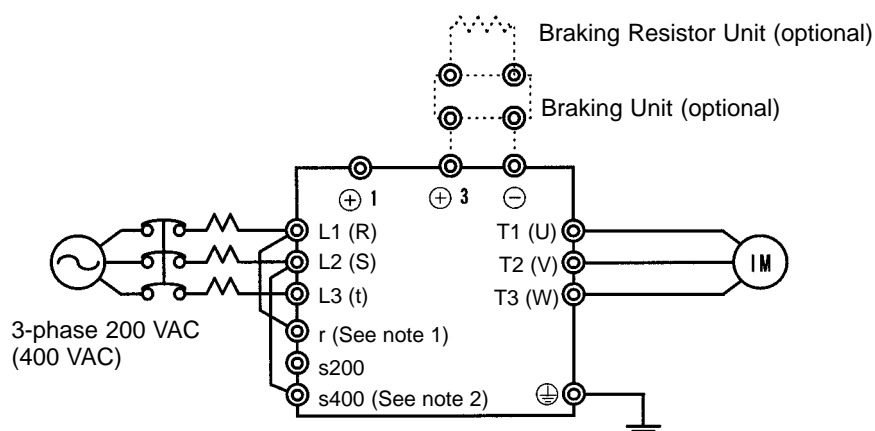 Braking Resistor Unit (optional)
Braking Unit (optional)
⊕ 1
⊕ 3
⊖
L1 (R)
L2 (S)
L3 (t)
r (See note 1)
s200
s400 (See note 2)
T1 (U)
T2 (V)
T3 (W)
IM
3-phase 200 VAC
(400 VAC)